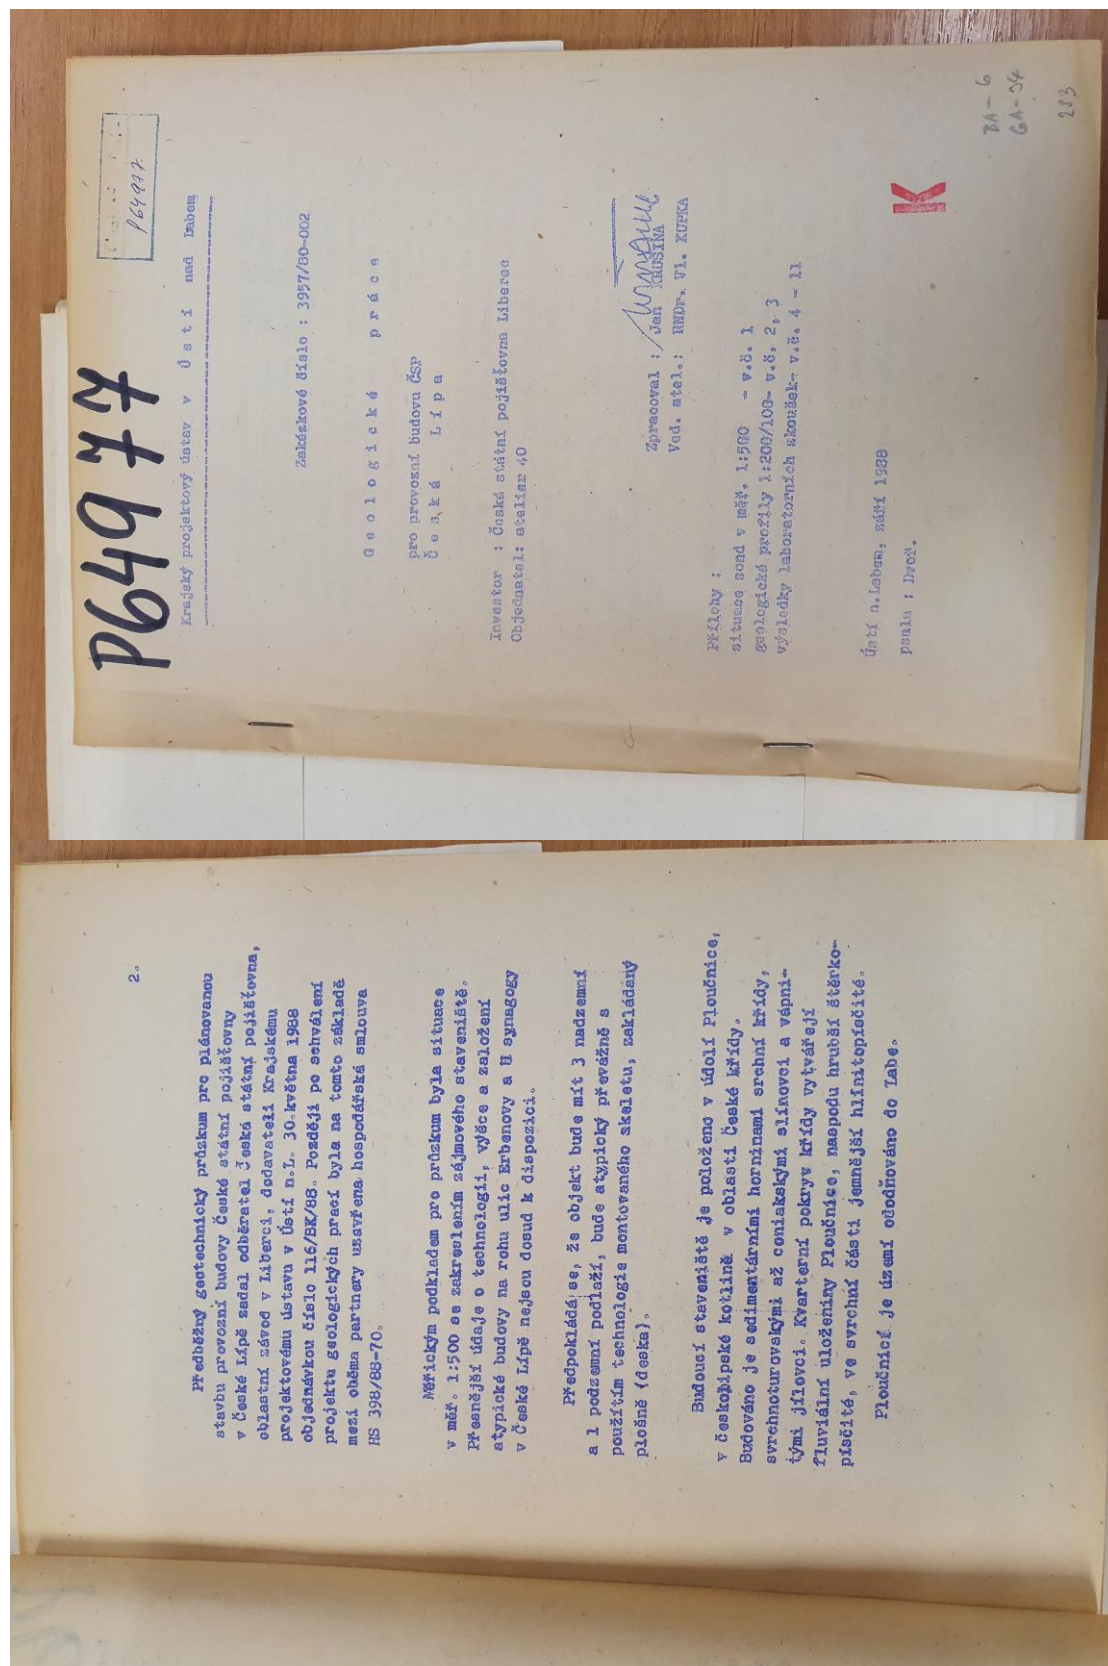 P64977
P64977
Krajský projektový ústav v Ústí nad Labem
Zakázkové číslo : 3957/80-002
Geologické práce
pro provozní budovu ČSP
Česká Lípa
Investor : Česká státní pojišťovna Liberec
Objednatel: atelier 40
Zpracoval : Jan KRUŠINA
Ved. atel.: RNDr. Vl. KUPKA
Přílohy :
situace sond v měř. 1:500 - v.č. 1
geologické profily 1:200/100- v.č. 2, 3
výsledky laboratorních zkoušek- v.č. 4 - 11
Ústí n.Labem, září 1988
psala : Dvoř.
K
BA - 6
GA - 94
283
2.
Předběžný geotechnický průzkum pro plánovanou
stavbu provozní budovy České státní pojišťovny
v České Lípě zadal odběratel Česká státní pojišťovna,
oblastní závod v Liberci, dodavateli Krajskému
projektovému ústavu v Ústí n.L. 30.května 1988
objednávkou číslo 116/BK/88. Později po schválení
projektu geologických prací byla na tomto základě
mezi oběma partnery uzavřena hospodářská smlouva
HS 398/88-70.
Měřickým podkladem pro průzkum byla situace
v měř. 1:500 se zakreslením zájmového staveniště.
Přesnější údaje o technologii, výšce a založení
atypické budovy na rohu ulic Erbenovy a U synagogy
v České Lípě nejsou dosud k dispozici.
Předpokládá se, že objekt bude mít 3 nadzemní
a 1 podzemní podlaží, bude atypický převážně s
použitím technologie montovaného skeletu, zakládaný
plošně (deska).
Budoucí staveniště je položeno v údolí Ploučnice,
v českolipské kotlině v oblasti České křídy.
Budováno je sedimentárními horninami srchní křídy,
svrchnoturovskými až coniakskými slínovci a vápni-
tými jílovci. Kvarterní pokryv křídy vytvářejí
fluviální uloženiny Ploučnice, naspodu hrubší štěrko-
písčité, ve svrchní části jemnější hlinitopísčité.
Ploučnicí je území ododňováno do Labe.